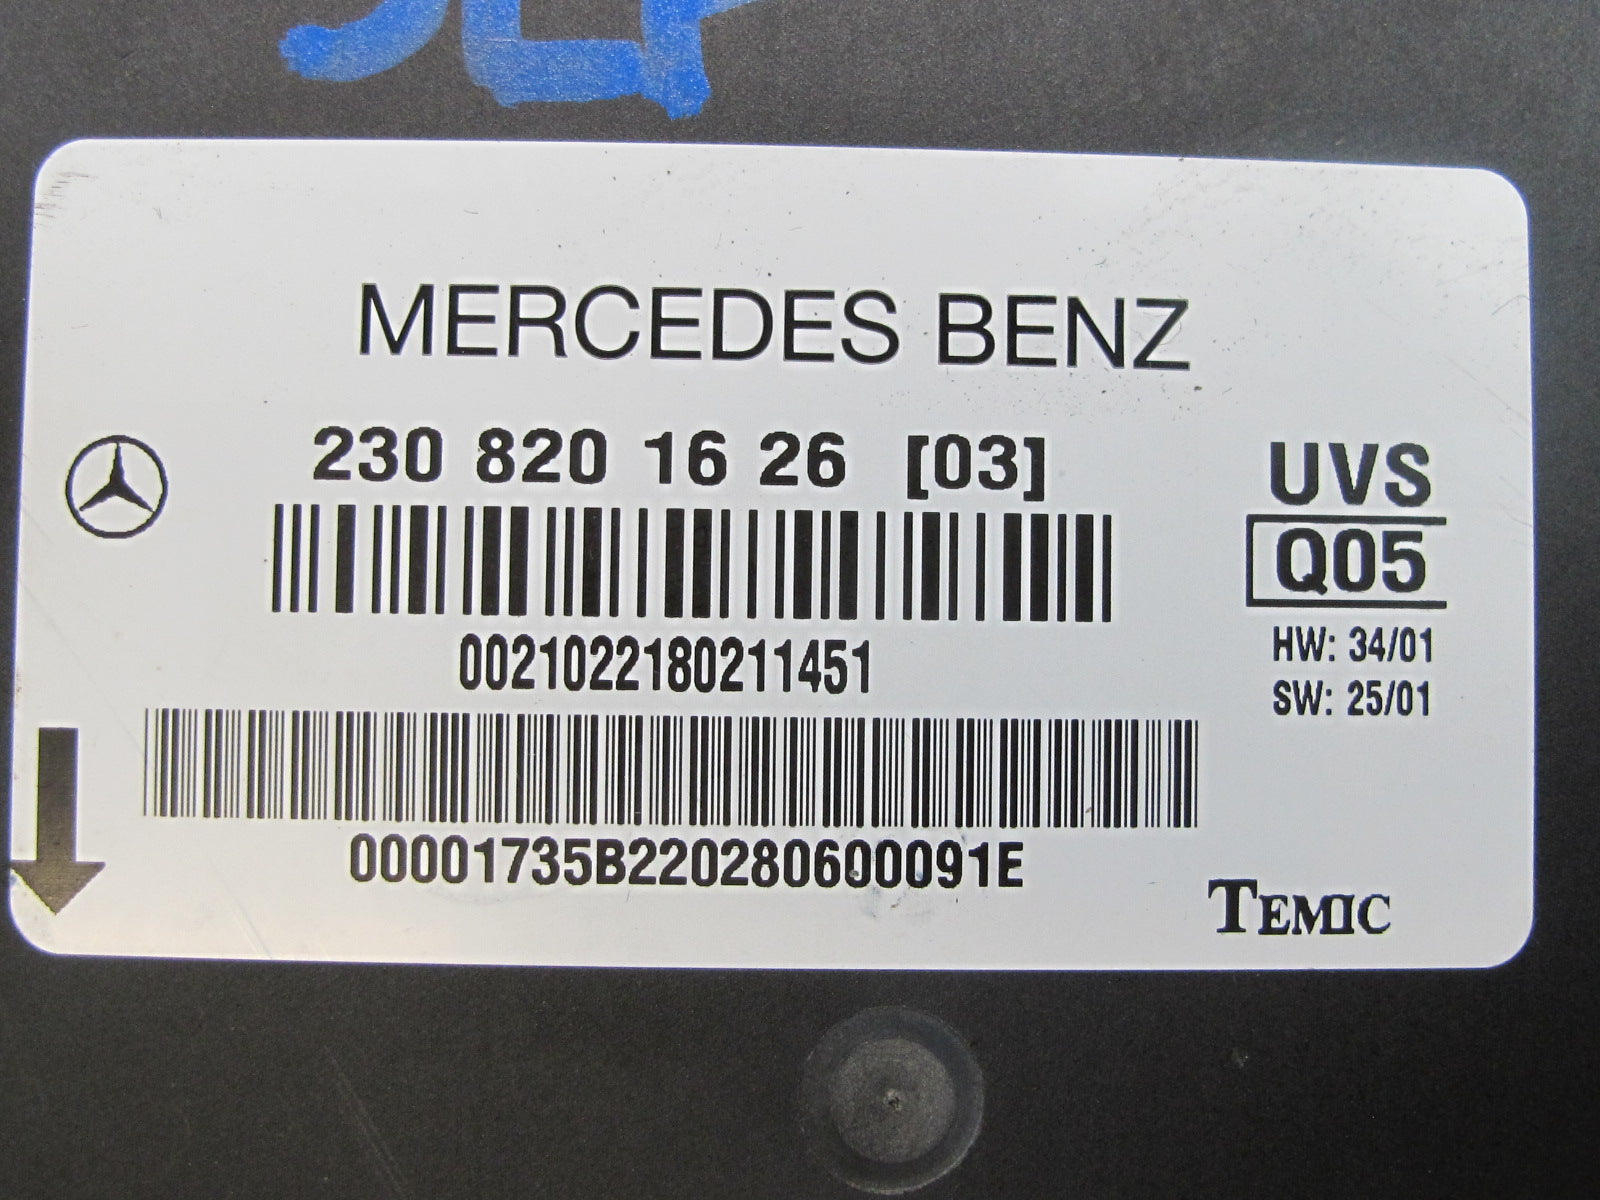 MERCEDES BENZ
230 820 16 26 [03]
UVS
Q05
0021022180211451
HW: 34/01
SW: 25/01
00001735B220280600091E
TEMIC